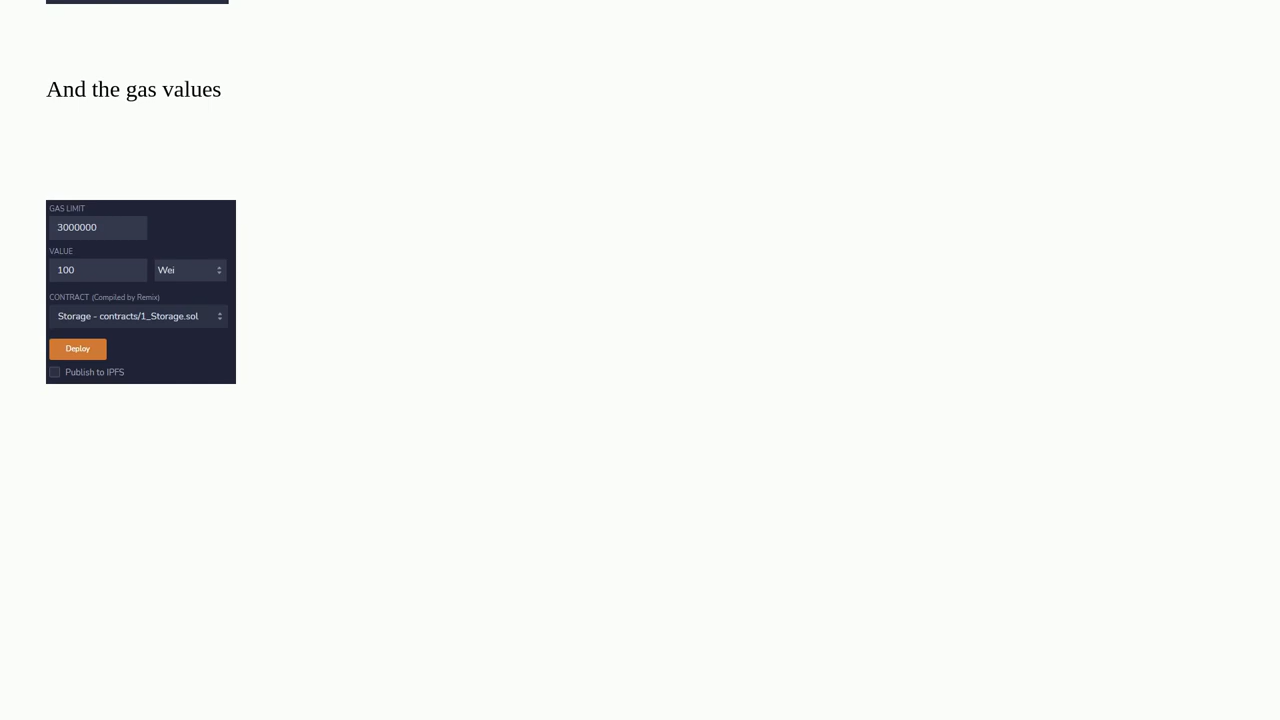 And the gas values
GAS LIMIT
3000000
VALUE
100 Wei
CONTRACT (Compiled by Remix)
Storage - contracts/1_Storage.sol
Deploy
Publish to IPFS